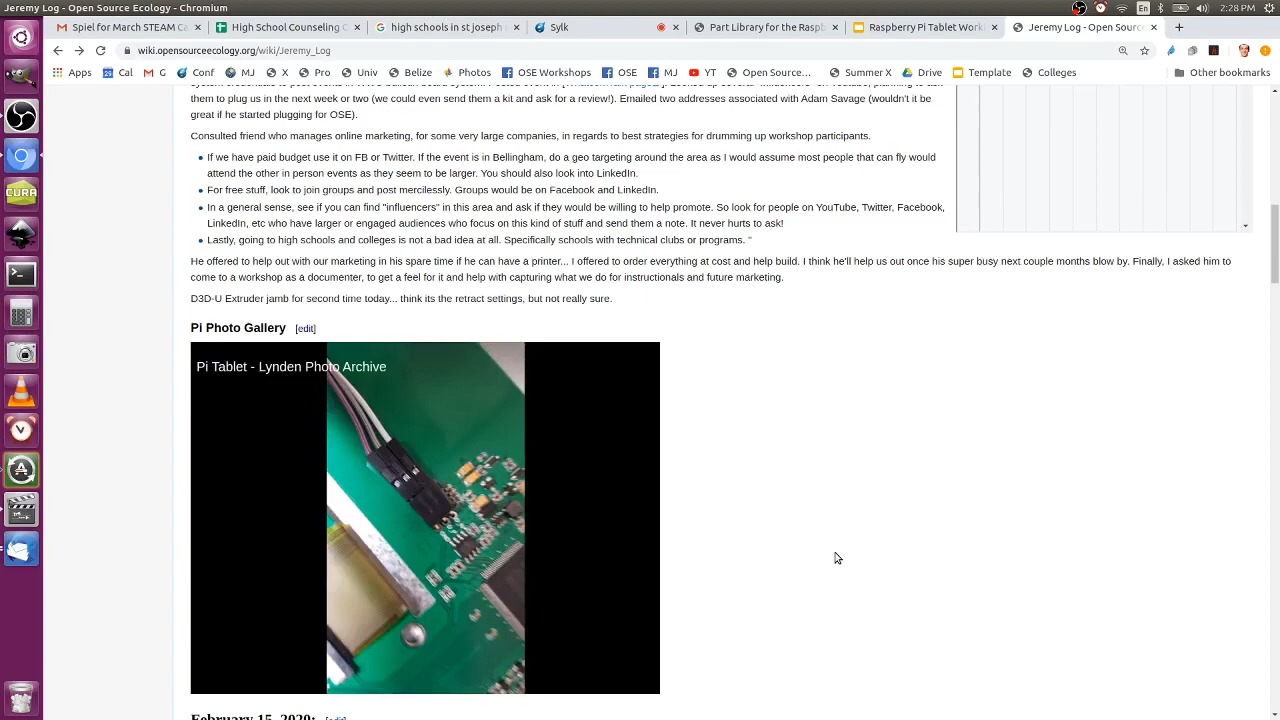 Jeremy Log - Open Source Ecology - Chromium
En
2:28 PM
Spiel for March STEAM Ca
High School Counseling C
high schools in st joseph
Sylk
Part Library for the Raspb
Raspberry Pi Tablet Work
Jeremy Log - Open Sourc
wiki.opensourceecology.org/wiki/Jeremy_Log
Apps
Cal
G
Conf
MJ
X
Pro
Univ
Belize
Photos
OSE Workshops
OSE
MJ
YT
Open Source...
Summer X
Drive
Template
Colleges
Other bookmarks
them to plug us in the next week or two (we could even send them a kit and ask for a review!). Emailed two addresses associated with Adam Savage (wouldn't it be
great if he started plugging for OSE).
Consulted friend who manages online marketing, for some very large companies, in regards to best strategies for drumming up workshop participants.
If we have paid budget use it on FB or Twitter. If the event is in Bellingham, do a geo targeting around the area as I would assume most people that can fly would
attend the other in person events as they seem to be larger. You should also look into LinkedIn.
For free stuff, look to join groups and post mercilessly. Groups would be on Facebook and LinkedIn.
In a general sense, see if you can find "influencers" in this area and ask if they would be willing to help promote. So look for people on YouTube, Twitter, Facebook,
LinkedIn, etc who have larger or engaged audiences who focus on this kind of stuff and send them a note. It never hurts to ask!
Lastly, going to high schools and colleges is not a bad idea at all. Specifically schools with technical clubs or programs. "
He offered to help out with our marketing in his spare time if he can have a printer... I offered to order everything at cost and help build. I think he'll help us out once his super busy next couple months blow by. Finally, I asked him to
come to a workshop as a documenter, to get a feel for it and help with capturing what we do for instructionals and future marketing.
D3D-U Extruder jamb for second time today... think its the retract settings, but not really sure.
Pi Photo Gallery [edit]
Pi Tablet - Lynden Photo Archive
CURA
February 15, 2020: [edit]